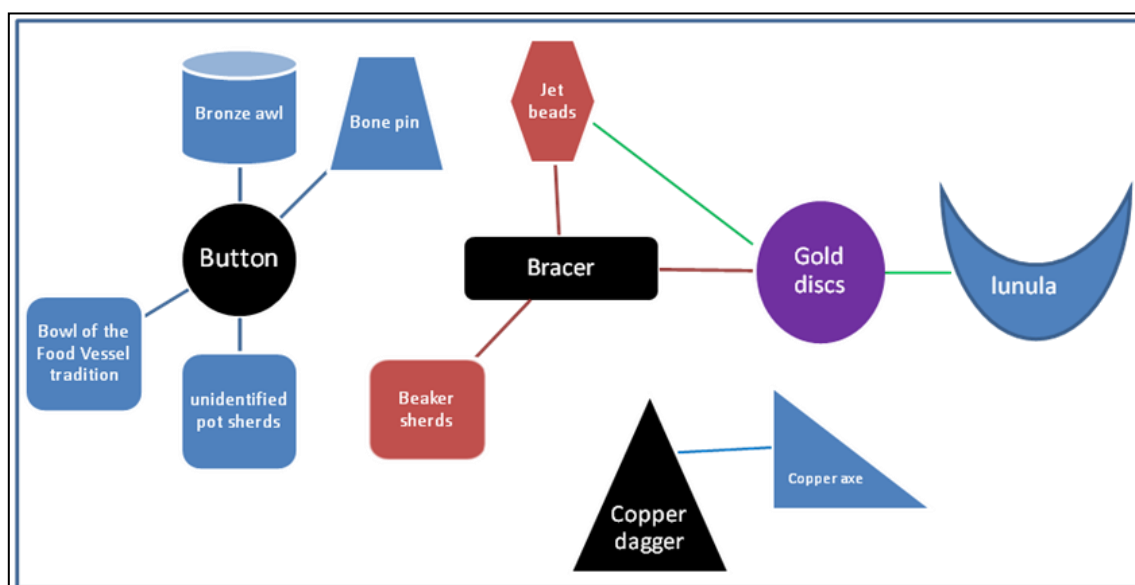 Bronze awl
Bone pin
Jet
beads
Button
Bracer
Gold
discs
lunula
Bowl of the
Food Vessel
tradition
unidentified
pot sherds
Beaker
sherds
Copper
dagger
Copper axe